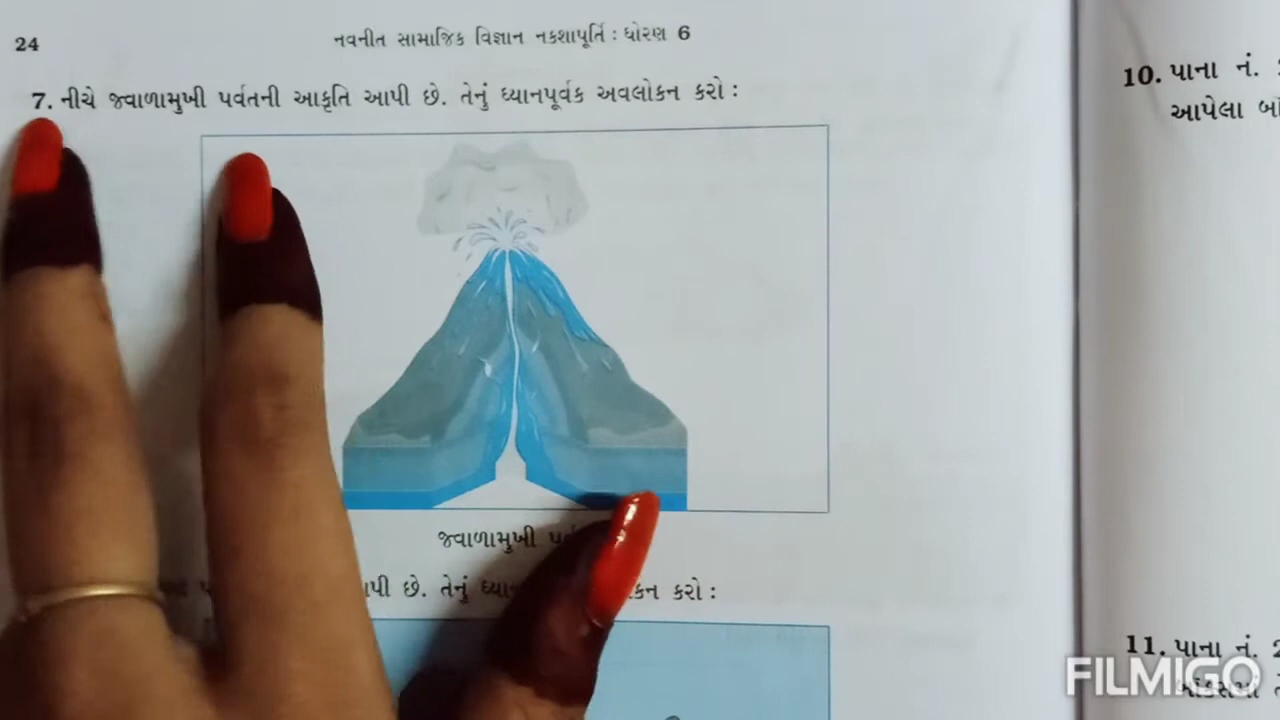 24
નવનીત સામાજિક વિજ્ઞાન નકશાપૂર્તિ : ધોરણ 6
7. નીચે જ્વાળામુખી પર્વતની આકૃતિ આપી છે. તેનું ધ્યાનપૂર્વક અવલોકન કરો :
જ્વાળામુખી
છે. તેનું કરો :
10. પાના નં.
આપેલા
11. પાના નં.
FILMIGO